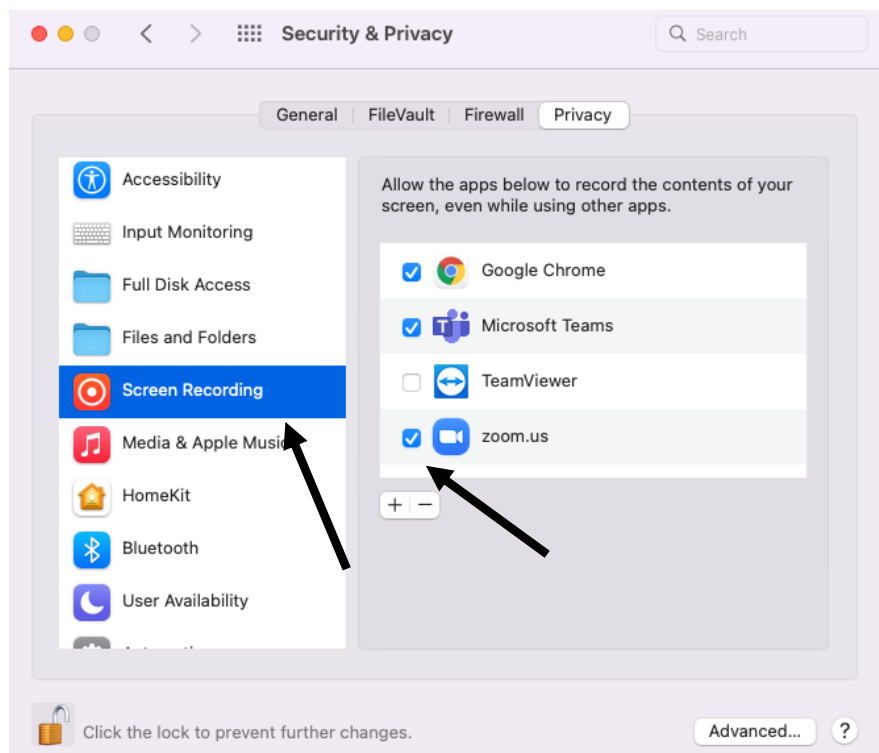 Security & Privacy
Search
General FileVault Firewall Privacy
Accessibility
Input Monitoring
Full Disk Access
Files and Folders
Screen Recording
Media & Apple Music
HomeKit
Bluetooth
User Availability
Allow the apps below to record the contents of your
screen, even while using other apps.
Google Chrome
Microsoft Teams
TeamViewer
zoom.us
+ −
Click the lock to prevent further changes.
Advanced... ?